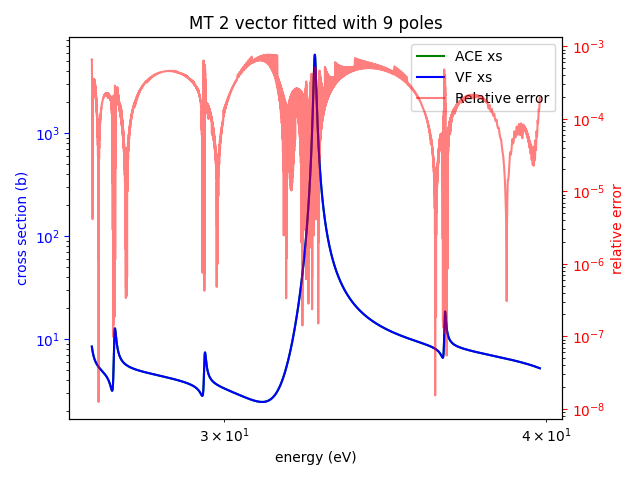 MT 2 vector fitted with 9 poles
ACE xs
VF xs
Relative error
cross section (b)
10³
10²
10¹
10⁻³
10⁻⁴
10⁻⁵
10⁻⁶
10⁻⁷
10⁻⁸
relative error
3 × 10¹
4 × 10¹
energy (eV)